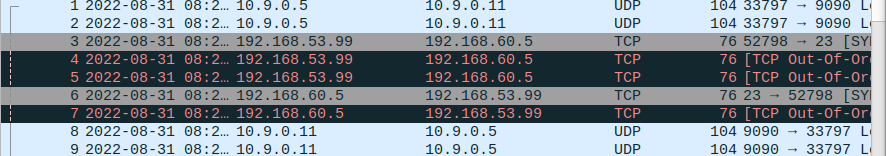 1 2022-08-31 08:2… 10.9.0.5 10.9.0.11 UDP 104 33797 → 9090 L
2 2022-08-31 08:2… 10.9.0.5 10.9.0.11 UDP 104 33797 → 9090 L
3 2022-08-31 08:2… 192.168.53.99 192.168.60.5 TCP 76 52798 → 23 [SY
4 2022-08-31 08:2… 192.168.53.99 192.168.60.5 TCP 76 [TCP Out-Of-Or
5 2022-08-31 08:2… 192.168.53.99 192.168.60.5 TCP 76 [TCP Out-Of-Or
6 2022-08-31 08:2… 192.168.60.5 192.168.53.99 TCP 76 23 → 52798 [SY
7 2022-08-31 08:2… 192.168.60.5 192.168.53.99 TCP 76 [TCP Out-Of-Or
8 2022-08-31 08:2… 10.9.0.11 10.9.0.5 UDP 104 9090 → 33797 L
9 2022-08-31 08:2… 10.9.0.11 10.9.0.5 UDP 104 9090 → 33797 L